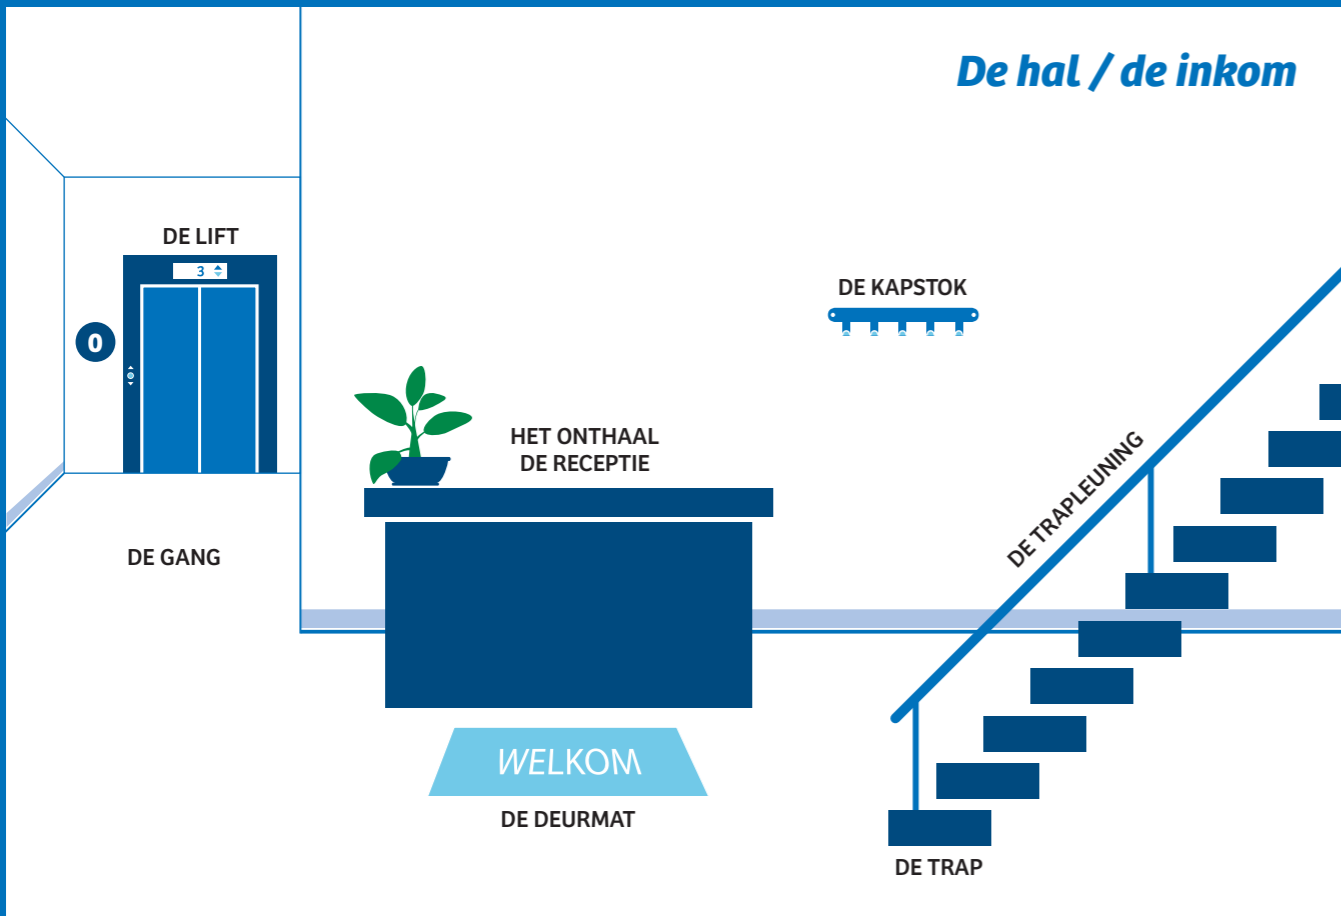 De hal / de inkom
DE LIFT
3
0
DE KAPSTOK
HET ONTHAAL
DE RECEPTIE
DE TRAPLEUNING
DE GANG
WELKOM
DE DEURMAT
DE TRAP